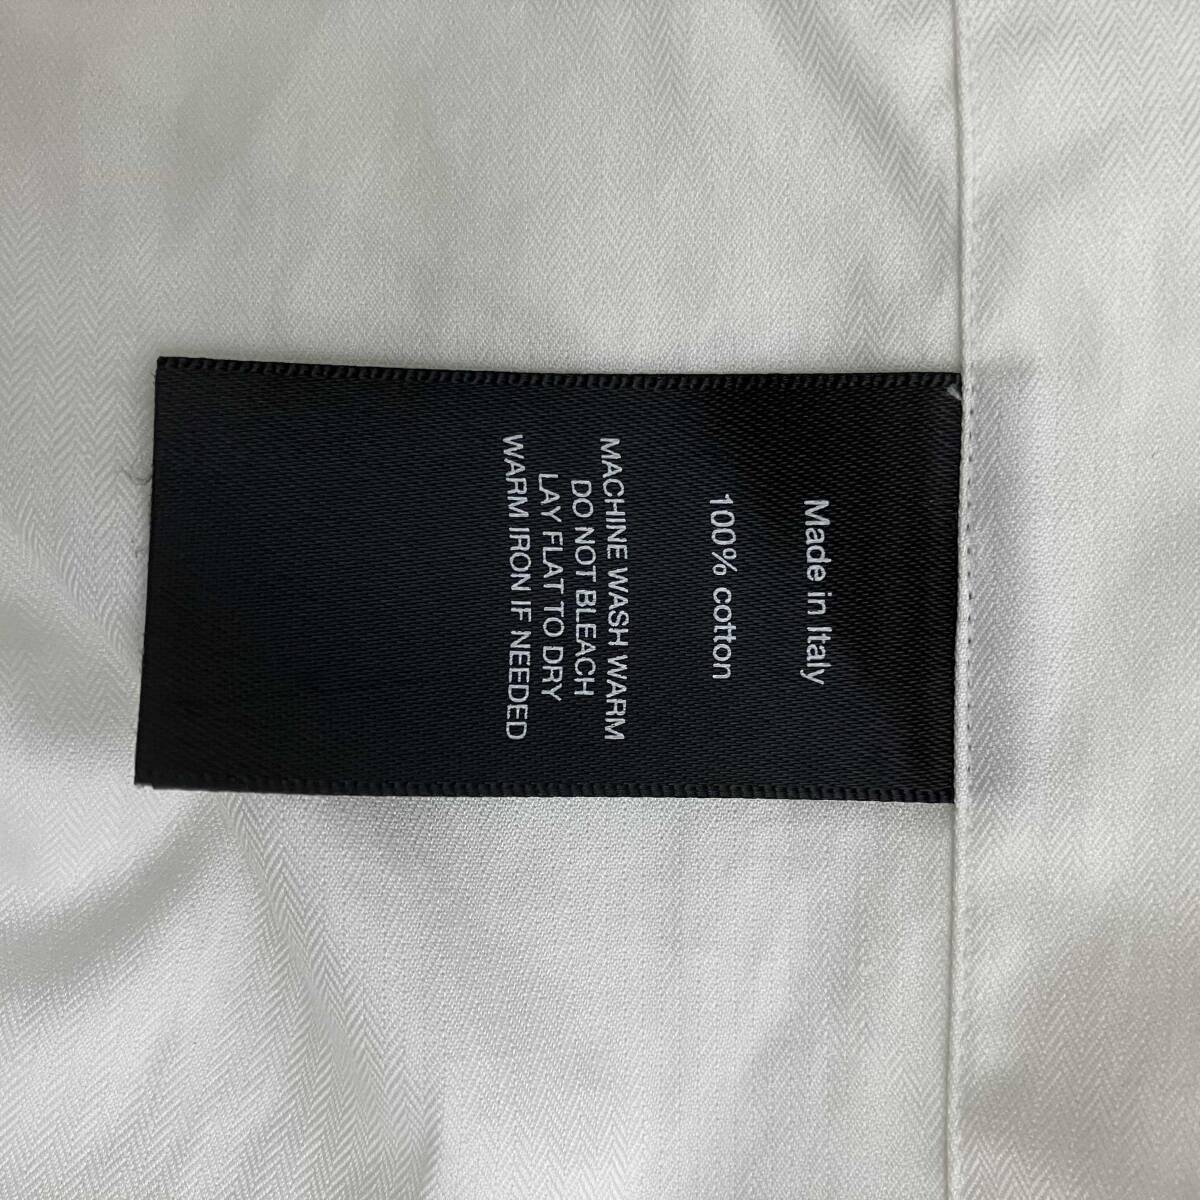 Made in Italy
100% cotton
MACHINE WASH WARM
DO NOT BLEACH
LAY FLAT TO DRY
WARM IRON IF NEEDED